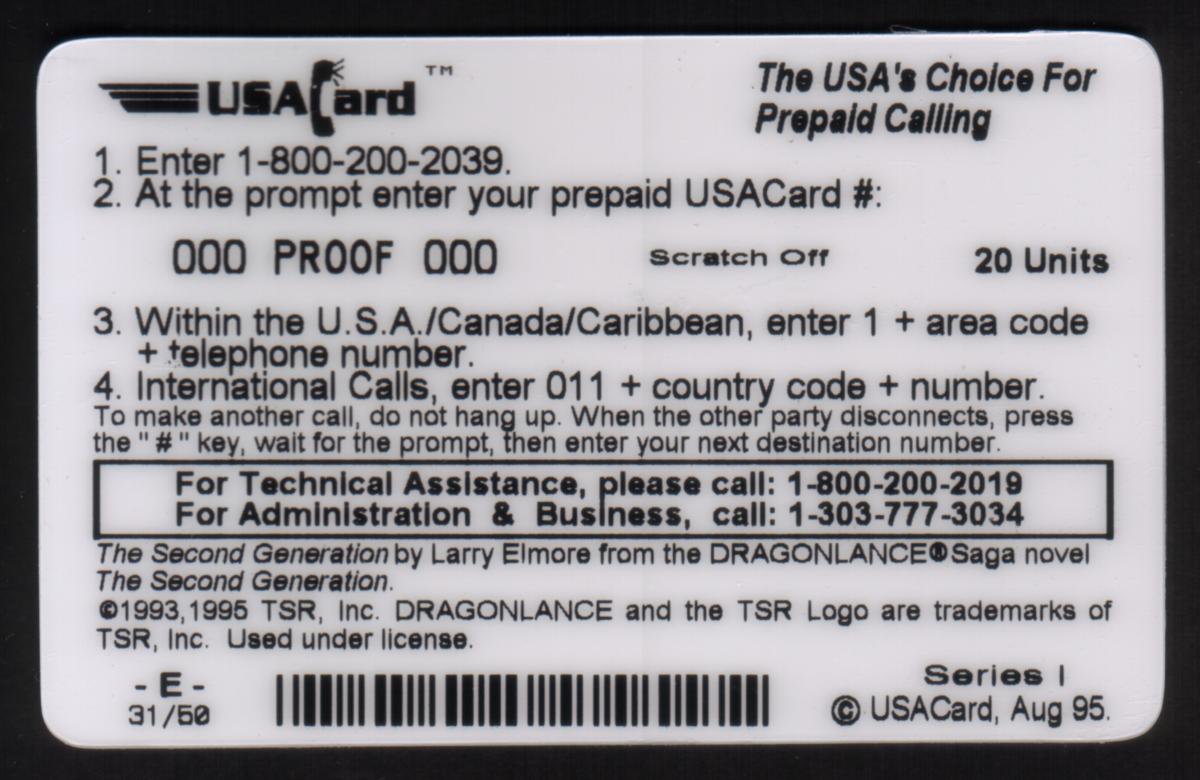 USACard™
The USA's Choice For
Prepaid Calling
1. Enter 1-800-200-2039.
2. At the prompt enter your prepaid USACard #:
000 PROOF 000 Scratch Off 20 Units
3. Within the U.S.A./Canada/Caribbean, enter 1 + area code
+ telephone number.
4. International Calls, enter 011 + country code + number.
To make another call, do not hang up. When the other party disconnects, press
the " # " key, wait for the prompt, then enter your next destination number.
For Technical Assistance, please call: 1-800-200-2019
For Administration & Business, call: 1-303-777-3034
The Second Generation by Larry Elmore from the DRAGONLANCE® Saga novel
The Second Generation.
©1993,1995 TSR, Inc. DRAGONLANCE and the TSR Logo are trademarks of
TSR, Inc. Used under license.
- E -
31/50
Series I
© USACard, Aug 95.